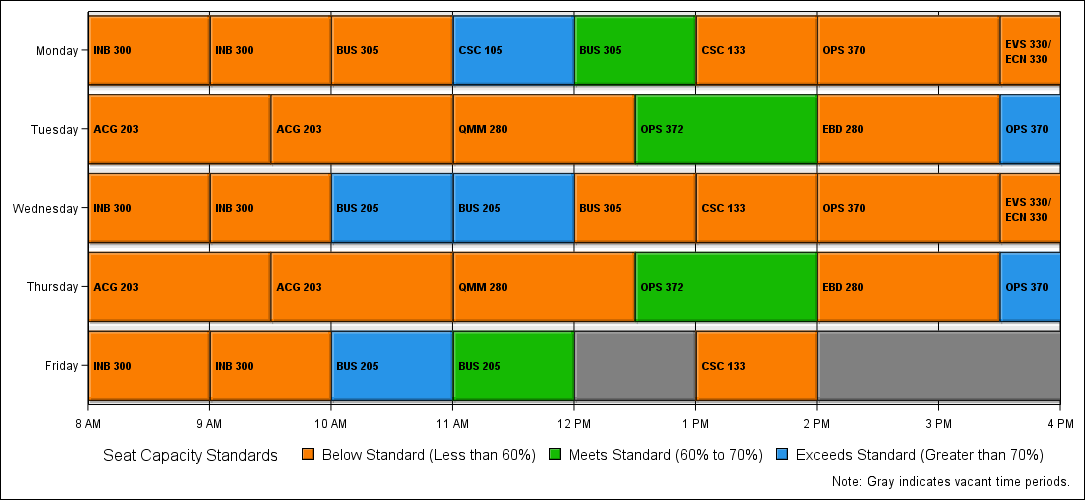 Monday
INB 300 INB 300 BUS 305 CSC 105 BUS 305 CSC 133 OPS 370 EVS 330/
ECN 330
Tuesday ACG 203 ACG 203 QMM 280 OPS 372 EBD 280 OPS 370
Wednesday INB 300 INB 300 BUS 205 BUS 205 BUS 305 CSC 133 OPS 370 EVS 330/
ECN 330
Thursday ACG 203 ACG 203 QMM 280 OPS 372 EBD 280 OPS 370
Friday INB 300 INB 300 BUS 205 BUS 205 CSC 133
8 AM 9 AM 10 AM 11 AM 12 PM 1 PM 2 PM 3 PM 4 PM
Seat Capacity Standards Below Standard (Less than 60%) Meets Standard (60% to 70%) Exceeds Standard (Greater than 70%)
Note: Gray indicates vacant time periods.